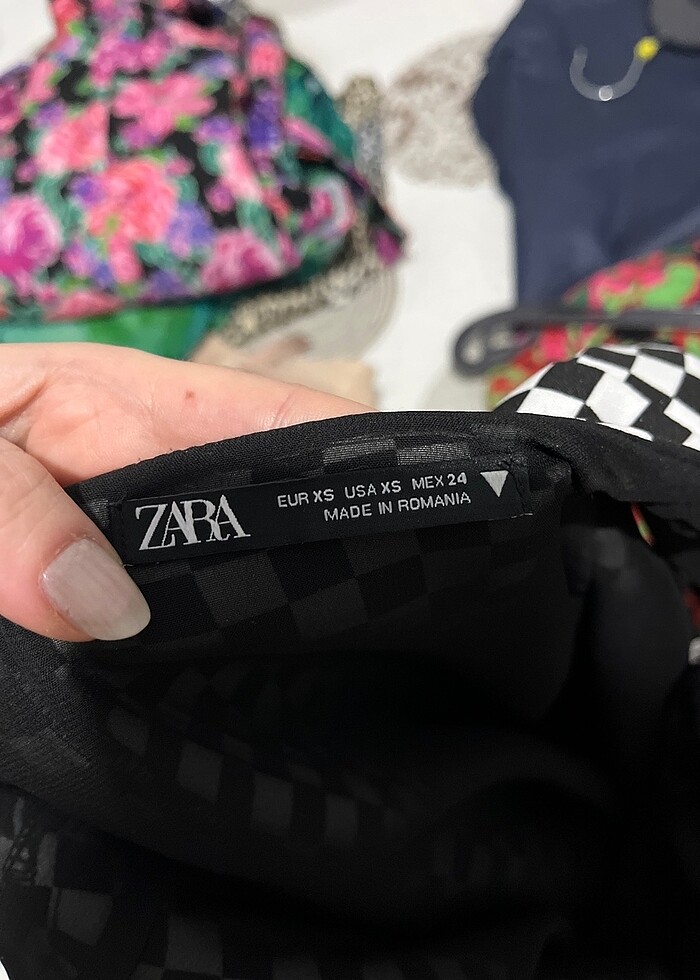 ZARA
EUR XS USA XS MEX 24
MADE IN ROMANIA